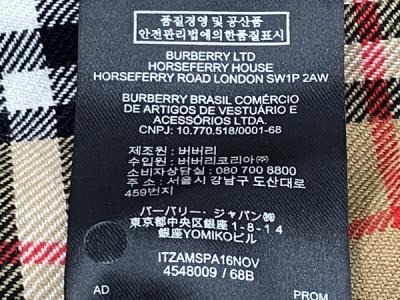 품질경영 및 공산품
안전관리법에의한품질표시
BURBERRY LTD
HORSEFERRY HOUSE
HORSEFERRY ROAD LONDON SW1P 2AW
BURBERRY BRASIL COMÉRCIO
DE ARTIGOS DE VESTUÁRIO E
ACESSÓRIOS LTDA.
CNPJ: 10.770.518/0001-68
제조원 : 버버리
수입원 : 버버리코리아㈜
소비자상담실 : 080 700 8800
주 소 : 서울시 강남구 도산대로
459번지
バーバリー・ジャパン㈱
東京都中央区銀座1-8-14
銀座YOMIKOビル
ITZAMSPA16NOV
4548009 / 68B
AD PROM